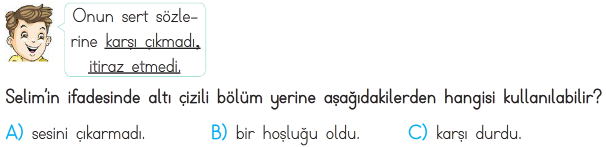 Onun sert sözle-
rine karşı çıkmadı,
itiraz etmedi.
Selim'in ifadesinde altı çizili bölüm yerine aşağıdakilerden hangisi kullanılabilir?
A) sesini çıkarmadı. B) bir hoşluğu oldu. C) karşı durdu.